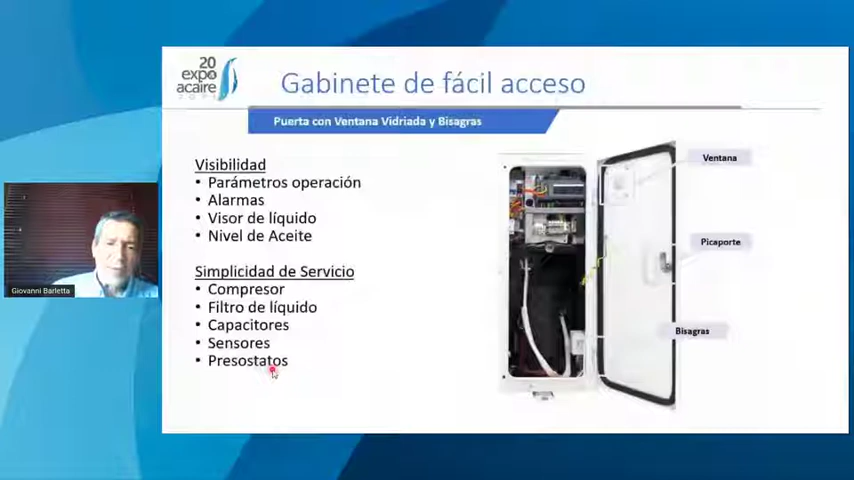 20
expo
acaire
Gabinete de fácil acceso
Puerta con Ventana Vidriada y Bisagras
Visibilidad
• Parámetros operación
• Alarmas
• Visor de líquido
• Nivel de Aceite
Simplicidad de Servicio
• Compresor
• Filtro de líquido
• Capacitores
• Sensores
• Presostatos
Ventana
Picaporte
Bisagras
Giovanni Barletta